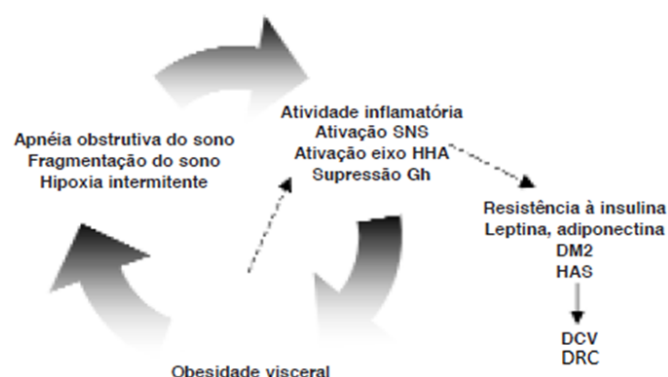 Apnéia obstrutiva do sono
Fragmentação do sono
Hipoxia intermitente
Atividade inflamatória
Ativação SNS
Ativação eixo HHA
Supressão Gh
Resistência à insulina
Leptina, adiponectina
DM2
HAS
DCV
DRC
Obesidade visceral